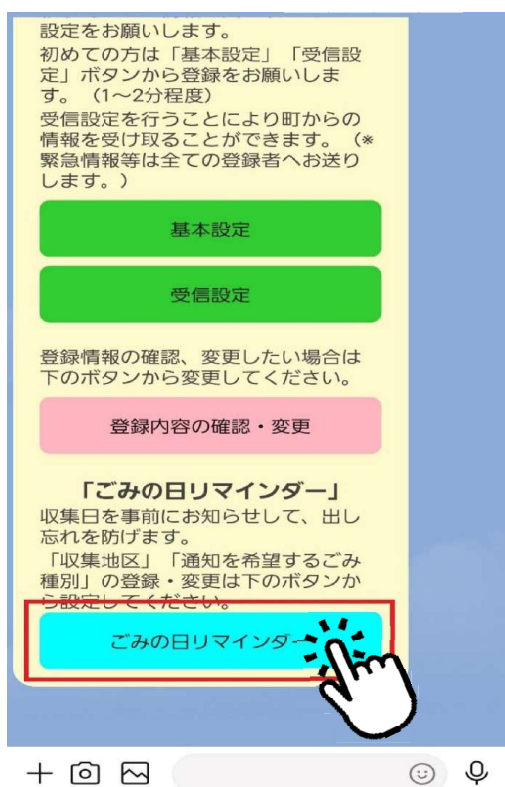 設定をお願いします。
初めての方は「基本設定」「受信設
定」ボタンから登録をお願いしま
す。（1～2分程度）
受信設定を行うことにより町からの
情報を受け取ることができます。（※
緊急情報等は全ての登録者へお送り
します。）
基本設定
受信設定
登録情報の確認、変更したい場合は
下のボタンから変更してください。
登録内容の確認・変更
「ごみの日リマインダー」
収集日を事前にお知らせして、出し
忘れを防げます。
「収集地区」「通知を希望するごみ
種別」の登録・変更は下のボタンか
ら設定してください。
ごみの日リマインダー